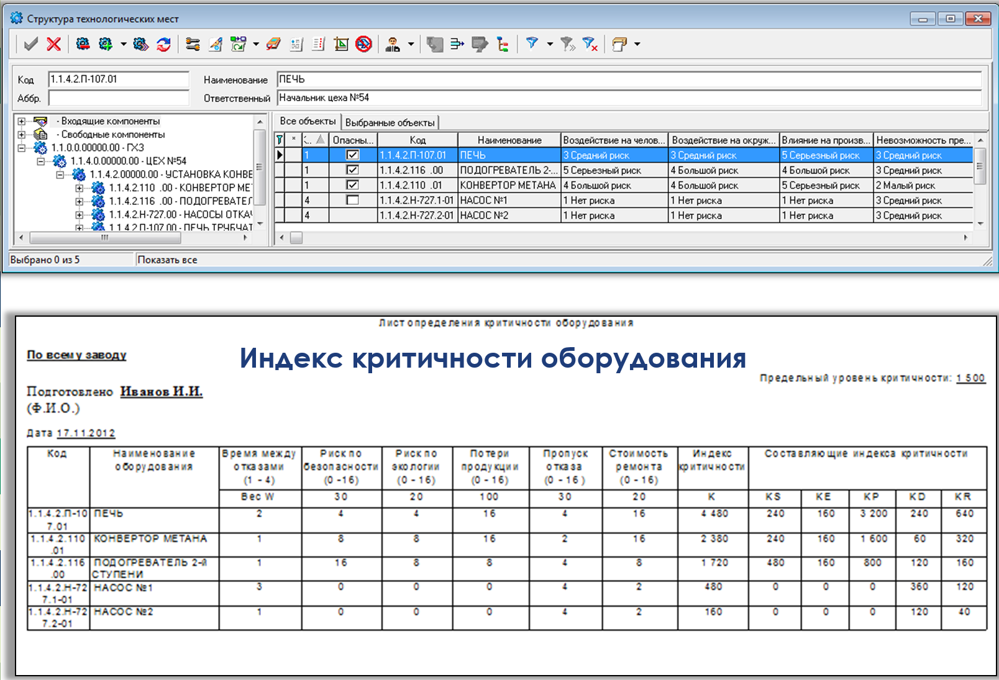 Структура технологических мест
Код 1.1.4.2.П-107.01 Наименование ПЕЧЬ
Аббр. Ответственный Начальник цеха №54
- Входящие компоненты
- Свободные компоненты
1.1.0.0.00000.00 - ГХЗ
1.1.4.0.00000.00 - ЦЕХ №54
1.1.4.2.00000.00 - УСТАНОВКА КОНВЕ
1.1.4.2.110 .00 - КОНВЕРТОР МЕ
1.1.4.2.116 .00 - ПОДОГРЕВАТЕЛ
1.1.4.2.Н-727.00 - НАСОСЫ ОТКАЧ
1.1.4.2.П-107.00 - ПЕЧЬ ТРУБЧАТ
Все объекты Выбранные объекты
* .. Опасны... Код Наименование Воздействие на челов... Воздействие на окруж... Влияние на произв... Невозможность пре...
1 1.1.4.2.П-107.01 ПЕЧЬ 3 Средний риск 3 Средний риск 5 Серьезный риск 3 Средний риск
1 1.1.4.2.116 .00 ПОДОГРЕВАТЕЛЬ 2-... 5 Серьезный риск 4 Большой риск 4 Большой риск 3 Средний риск
1 1.1.4.2.110 .01 КОНВЕРТОР МЕТАНА 4 Большой риск 4 Большой риск 5 Серьезный риск 2 Малый риск
4 1.1.4.2.Н-727.1-01 НАСОС №1 1 Нет риска 1 Нет риска 1 Нет риска 3 Средний риск
4 1.1.4.2.Н-727.2-01 НАСОС №2 1 Нет риска 1 Нет риска 1 Нет риска 3 Средний риск
Выбрано 0 из 5 Показать все
Лист определения критичности оборудования
По всему заводу
Индекс критичности оборудования
Предельный уровень критичности: 1 500
Подготовлено Иванов И.И.
(Ф.И.О.)
Дата 17.11.2012
Код Наименование Время между Риск по Риск по Потери Пропуск Стоимость Индекс Составляющие индекса критичности
оборудования отказами безопасности экологии продукции отказа ремонта критичности
(1 - 4) (0 -16) (0 - 16) (0 - 16) (0 - 16 ) (0 - 16)
Вес W 30 20 100 30 20 K KS KE KP KD KR
1.1.4.2.П-10 ПЕЧЬ 2 4 4 16 4 16 4 480 240 160 3 200 240 640
7.01
1.1.4.2.110 КОНВЕРТОР МЕТАНА 1 8 8 16 2 16 2 380 240 160 1 600 60 320
.01
1.1.4.2.116 ПОДОГРЕВАТЕЛЬ 2-й 1 16 8 8 4 8 1 720 480 160 800 120 160
.00 СТУПЕНИ
1.1.4.2.Н-72 НАСОС №1 3 0 0 0 4 2 480 0 0 0 360 120
7.1-01
1.1.4.2.Н-72 НАСОС №2 1 0 0 0 4 2 160 0 0 0 120 40
7.2-01